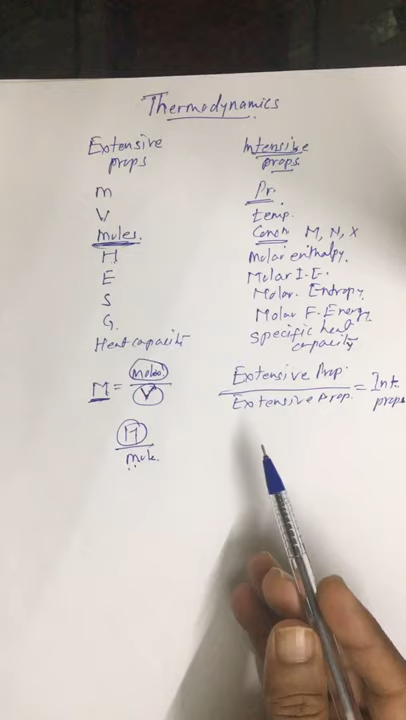 Thermodynamics
Extensive props
m
V
Moles.
H
E
S
G.
Heat capacity
M = Moles / V
H / mole.
Intensive props
Pr.
temp.
Concn M, N, X
Molar enthalpy.
Molar I.E.
Molar. Entropy.
Molar F. Energy
Specific heat capacity
Extensive Prop. / Extensive Prop. = Int. props